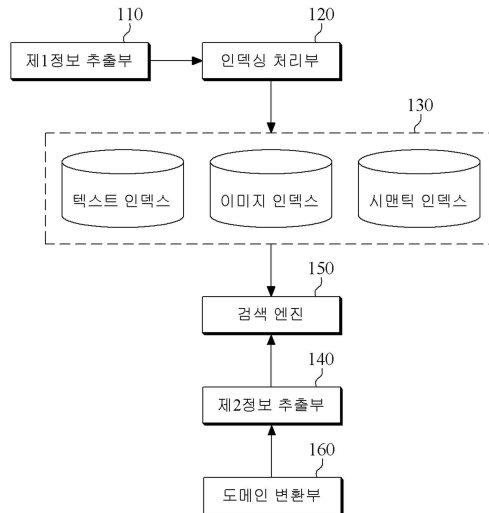 110
120
제1정보 추출부
인덱싱 처리부
130
텍스트 인덱스
이미지 인덱스
시맨틱 인덱스
150
검색 엔진
140
제2정보 추출부
160
도메인 변환부